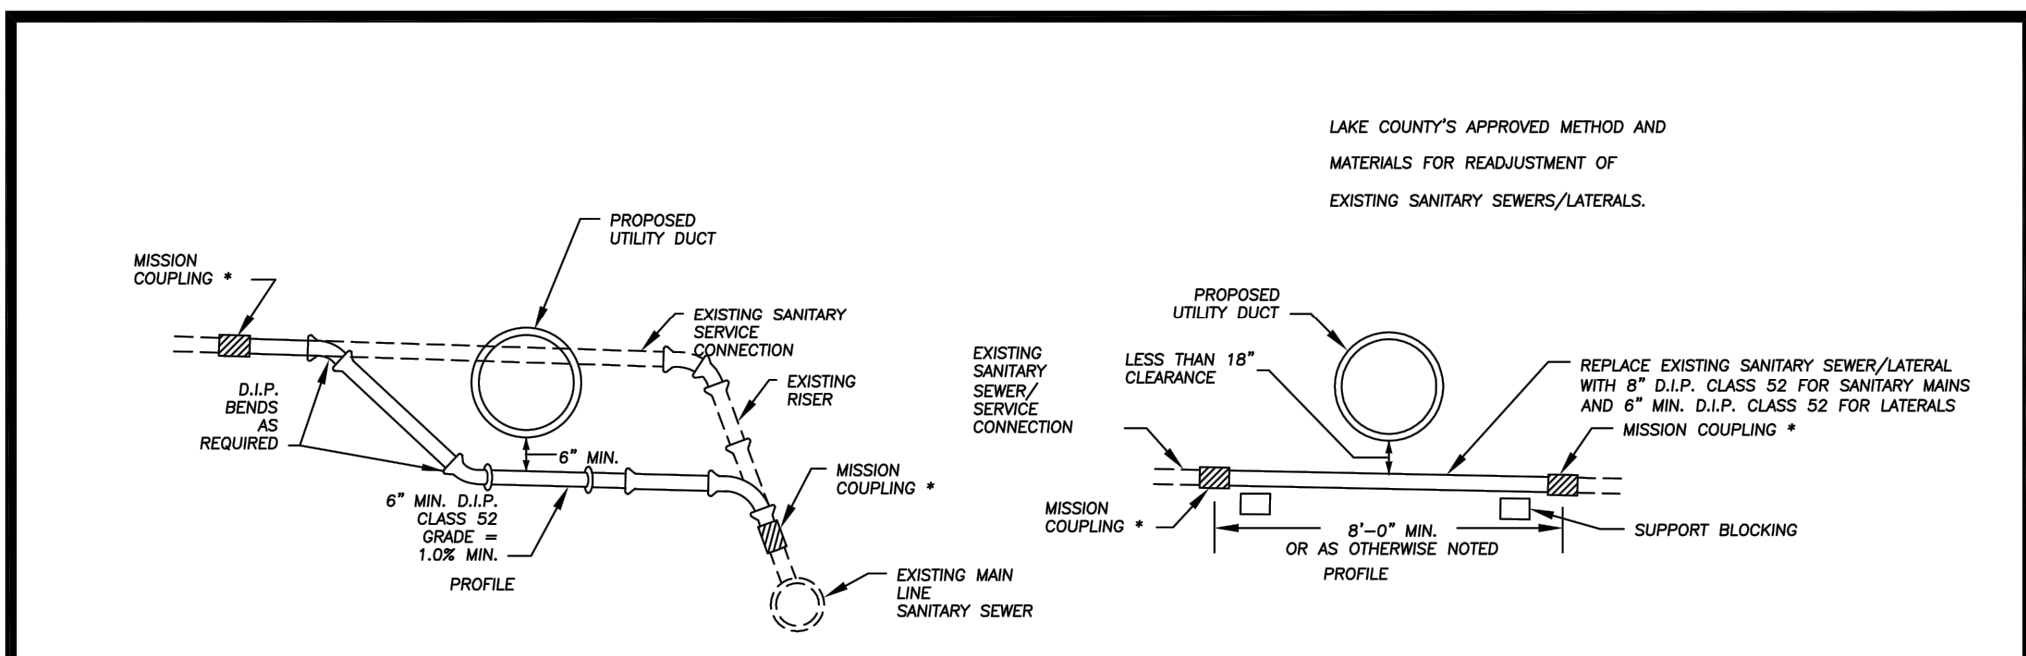 LAKE COUNTY'S APPROVED METHOD AND
MATERIALS FOR READJUSTMENT OF
EXISTING SANITARY SEWERS/LATERALS.
PROPOSED
UTILITY DUCT
MISSION
COUPLING *
EXISTING SANITARY
SERVICE
CONNECTION
EXISTING
RISER
D.I.P.
BENDS
AS
REQUIRED
6" MIN.
MISSION
COUPLING *
6" MIN. D.I.P.
CLASS 52
GRADE =
1.0% MIN.
PROFILE
EXISTING MAIN
LINE
SANITARY SEWER
PROPOSED
UTILITY DUCT
EXISTING
SANITARY
SEWER/
SERVICE
CONNECTION
LESS THAN 18"
CLEARANCE
REPLACE EXISTING SANITARY SEWER/LATERAL
WITH 8" D.I.P. CLASS 52 FOR SANITARY MAINS
AND 6" MIN. D.I.P. CLASS 52 FOR LATERALS
MISSION COUPLING *
MISSION
COUPLING *
8'-0" MIN.
OR AS OTHERWISE NOTED
SUPPORT BLOCKING
PROFILE